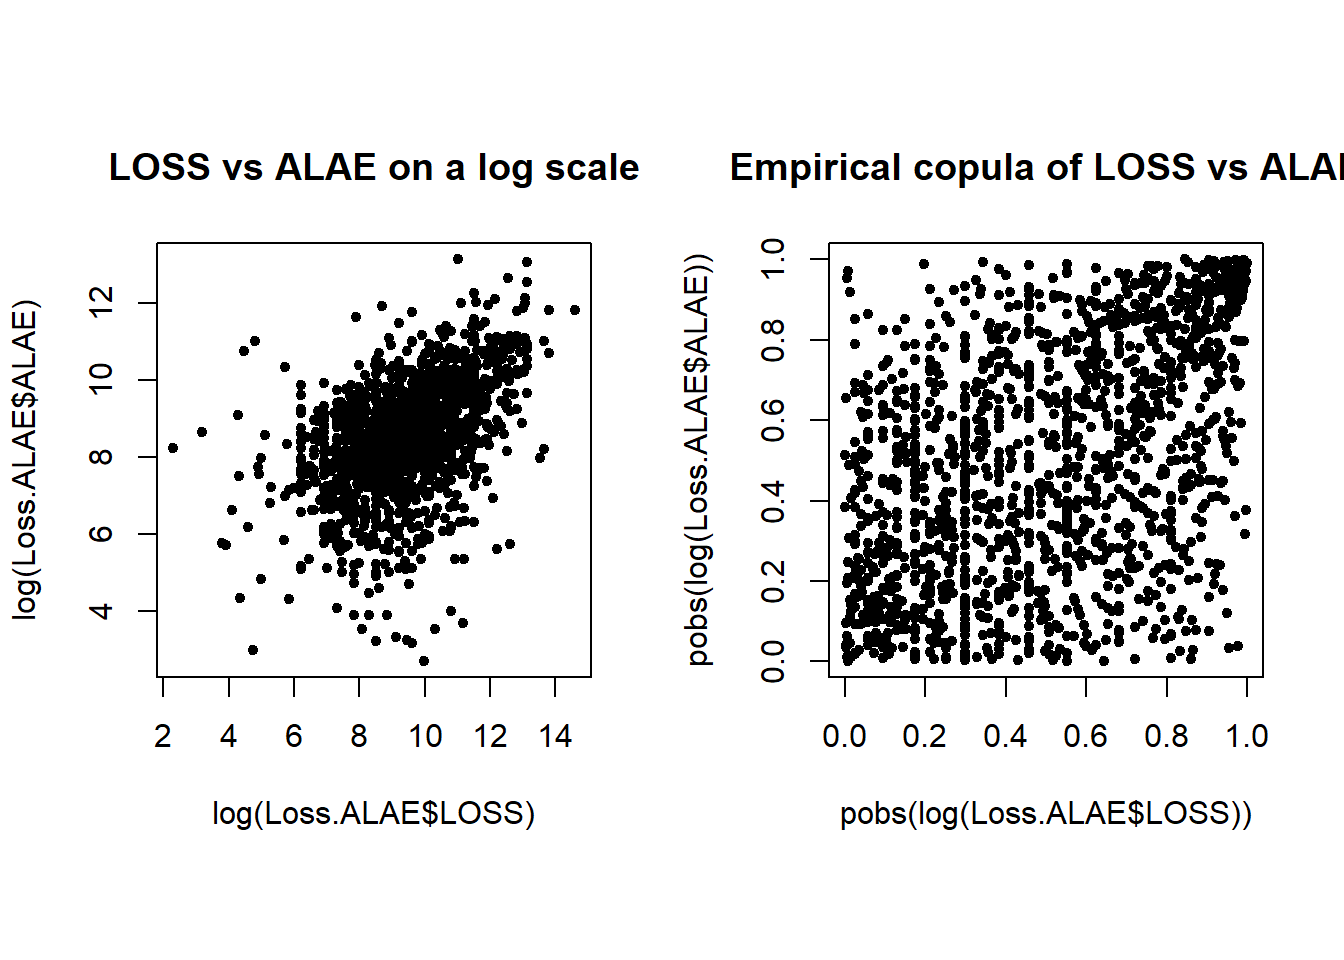 LOSS vs ALAE on a log scale
log(Loss.ALAE$ALAE)
12
10
8
6
4
2 4 6 8 10 12 14
log(Loss.ALAE$LOSS)
Empirical copula of LOSS vs ALAE
pobs(log(Loss.ALAE$ALAE))
1.0
0.8
0.6
0.4
0.2
0.0
0.0 0.2 0.4 0.6 0.8 1.0
pobs(log(Loss.ALAE$LOSS))